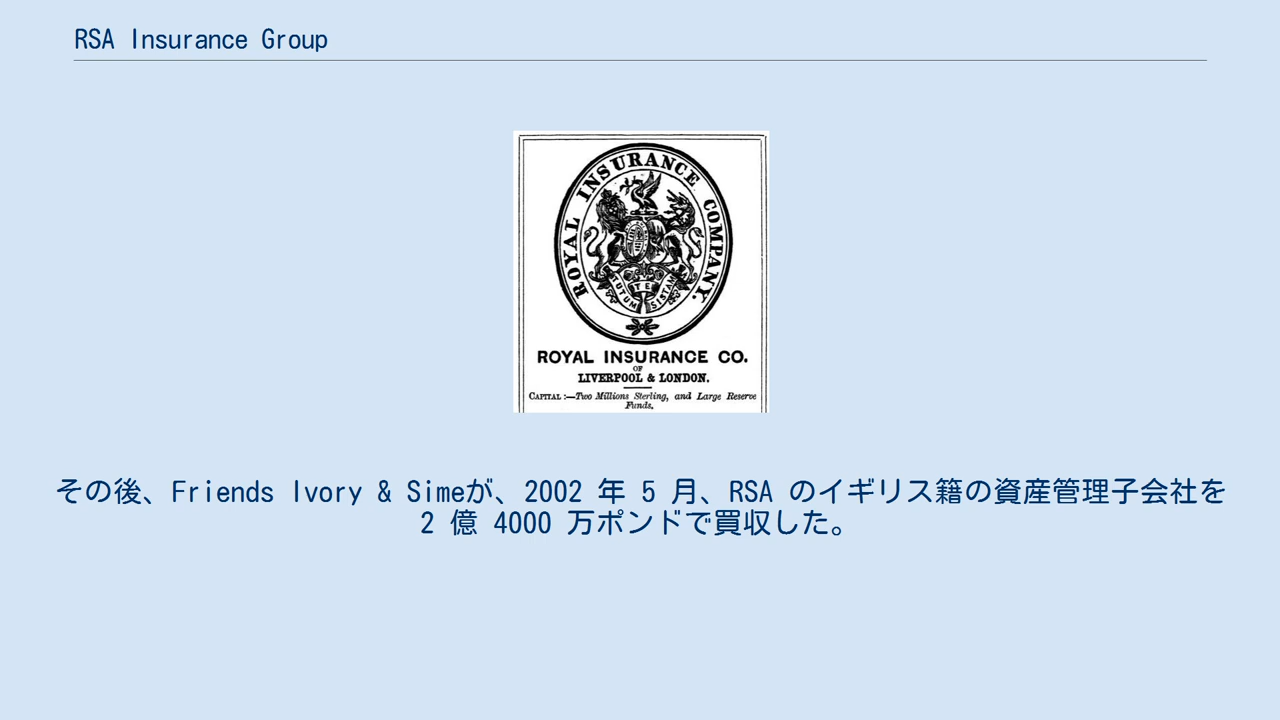 RSA Insurance Group
ROYAL INSURANCE COMPANY.
TUTUM TE SISTAM
ROYAL INSURANCE CO.
OF
LIVERPOOL & LONDON.
CAPITAL:—Two Millions Sterling, and Large Reserve
Funds.
その後、Friends Ivory & Simeが、2002 年 5 月、RSA のイギリス籍の資産管理子会社を
2 億 4000 万ポンドで買収した。